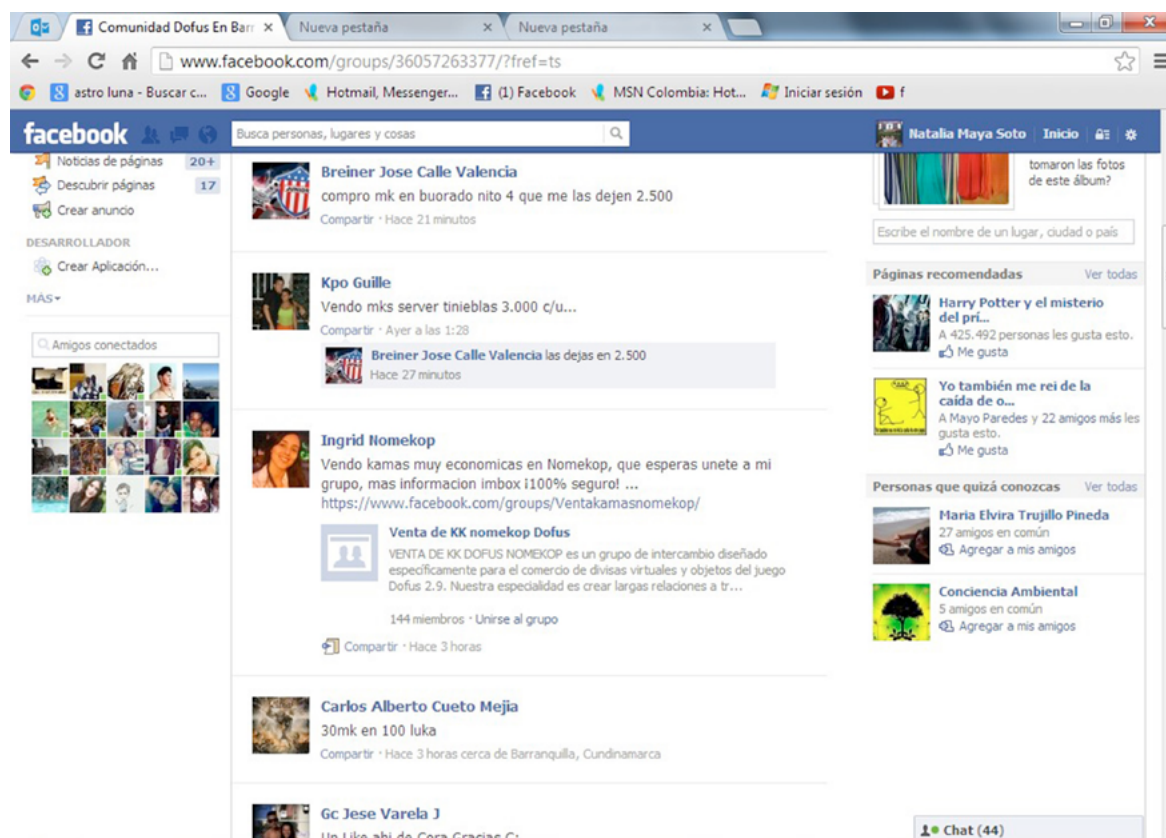 Comunidad Dofus En Barr
Nueva pestaña
Nueva pestaña
www.facebook.com/groups/36057263377/?fref=ts
astro luna - Buscar c...
Google
Hotmail, Messenger...
(1) Facebook
MSN Colombia: Hot...
Iniciar sesión
f
facebook
Busca personas, lugares y cosas
Natalia Maya Soto
Inicio
Noticias de páginas 20+
Descubrir páginas 17
Crear anuncio
DESARROLLADOR
Crear Aplicación...
MÁS
Amigos conectados
Breiner Jose Calle Valencia
compro mk en buorado nito 4 que me las dejen 2.500
Compartir · Hace 21 minutos
Kpo Guille
Vendo mks server tinieblas 3.000 c/u...
Compartir · Ayer a las 1:28
Breiner Jose Calle Valencia las dejas en 2.500
Hace 27 minutos
Ingrid Nomekop
Vendo kamas muy economicas en Nomekop, que esperas unete a mi
grupo, mas informacion imbox ¡100% seguro! ...
https://www.facebook.com/groups/Ventakamasnomekop/
Venta de KK nomekop Dofus
VENTA DE KK DOFUS NOMEKOP es un grupo de intercambio diseñado
específicamente para el comercio de divisas virtuales y objetos del juego
Dofus 2.9. Nuestra especialidad es crear largas relaciones a tr...
144 miembros · Unirse al grupo
Compartir · Hace 3 horas
Carlos Alberto Cueto Mejia
30mk en 100 luka
Compartir · Hace 3 horas cerca de Barranquilla, Cundinamarca
Gc Jese Varela J
Un Like ahi de Cora Gracias C:
tomaron las fotos
de este álbum?
Escribe el nombre de un lugar, ciudad o país
Páginas recomendadas
Ver todas
Harry Potter y el misterio
del prí...
A 425.492 personas les gusta esto.
Me gusta
Yo también me rei de la
caída de o...
A Mayo Paredes y 22 amigos más les
gusta esto.
Me gusta
Personas que quizá conozcas
Ver todas
Maria Elvira Trujillo Pineda
27 amigos en común
Agregar a mis amigos
Conciencia Ambiental
5 amigos en común
Agregar a mis amigos
Chat (44)